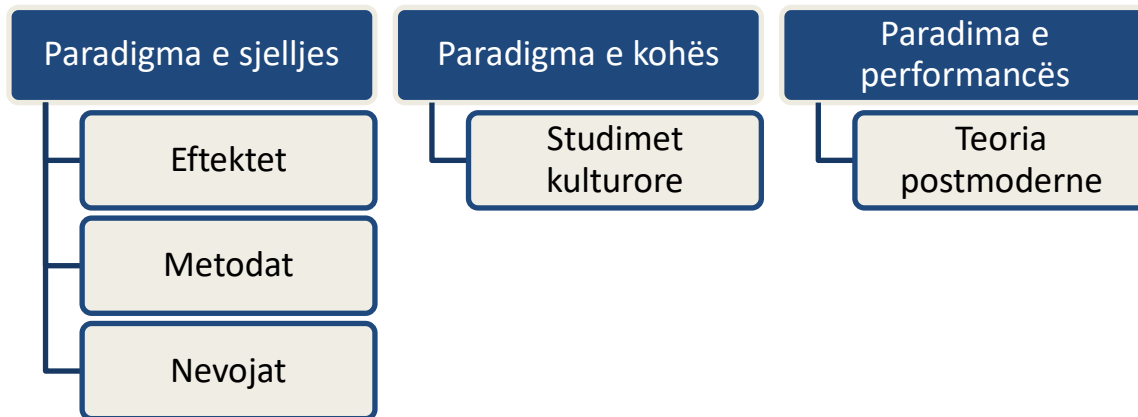 Paradigma e sjelljes
Eftektet
Metodat
Nevojat
Paradigma e kohës
Studimet
kulturore
Paradima e
performancës
Teoria
postmoderne